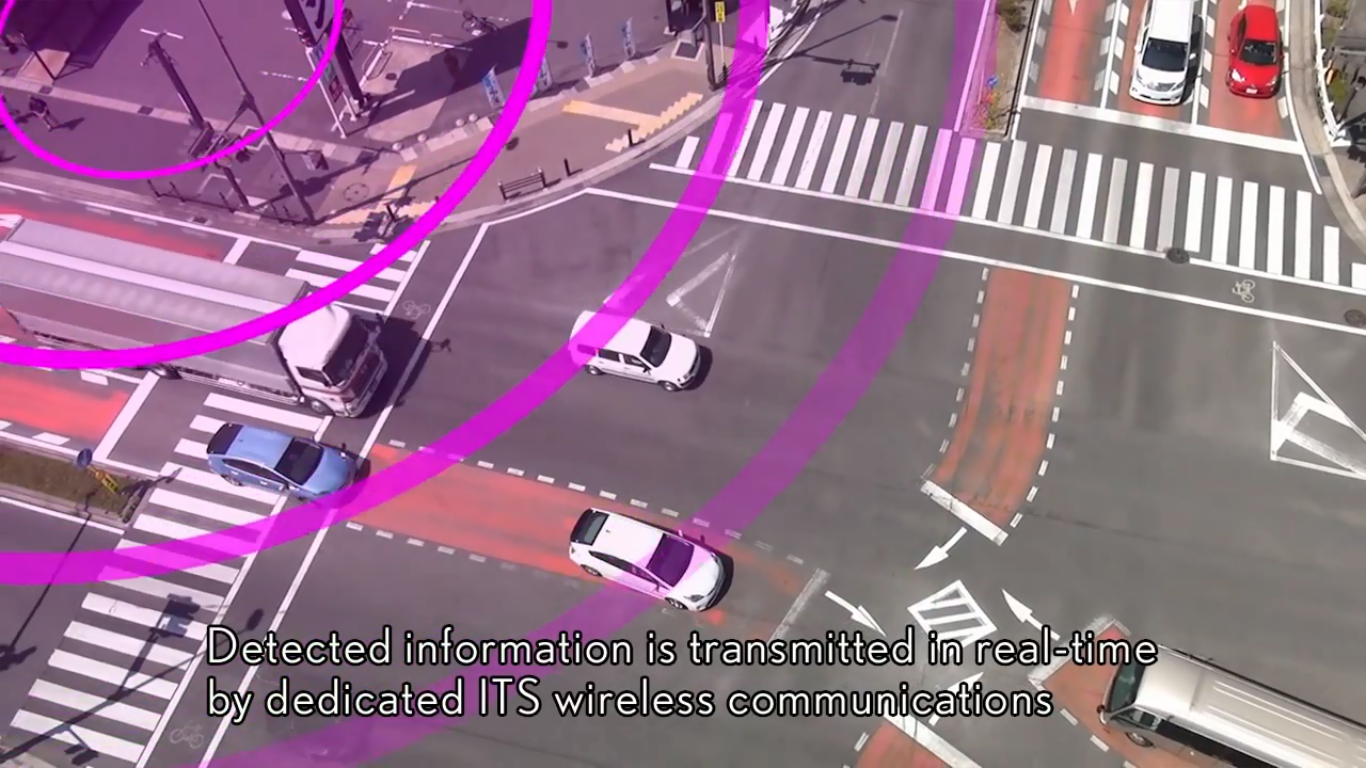 Detected information is transmitted in real-time
by dedicated ITS wireless communications